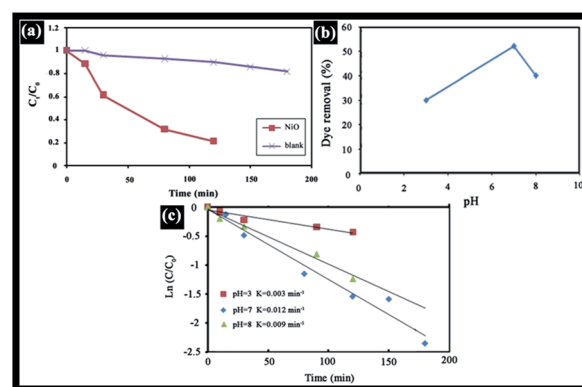 (a)
1.2
1
0.8
0.6
0.4
0.2
0
Cₜ/C₀
NiO
blank
0 50 100 150 200
Time (min)
(b)
60
50
40
30
20
10
0
Dye removal (%)
0 2 4 6 8 10
pH
(c)
0
-0.5
-1
-1.5
-2
-2.5
Ln (C/C₀)
pH=3 K=0.003 min⁻¹
pH=7 K=0.012 min⁻¹
pH=8 K=0.009 min⁻¹
0 50 100 150 200
Time (min)